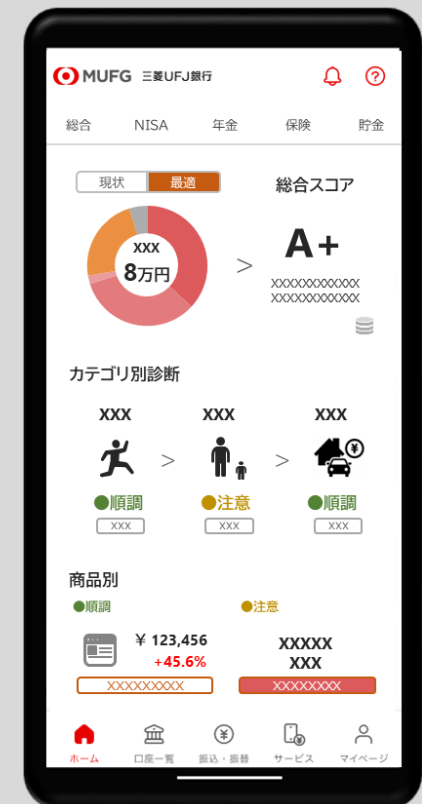 MUFG 三菱UFJ銀行
総合 NISA 年金 保険 貯金
現状 最適
総合スコア
XXX
8万円
>
A+
XXXXXXXXXXXX
XXXXXXXXXXXX
カテゴリ別診断
XXX XXX XXX
> >
¥
●順調 ●注意 ●順調
XXX XXX XXX
商品別
●順調 ●注意
¥ 123,456
+45.6%
XXXXX
XXX
XXXXXXXXX XXXXXXXX
¥ ¥
ホーム 口座一覧 振込・振替 サービス マイページ